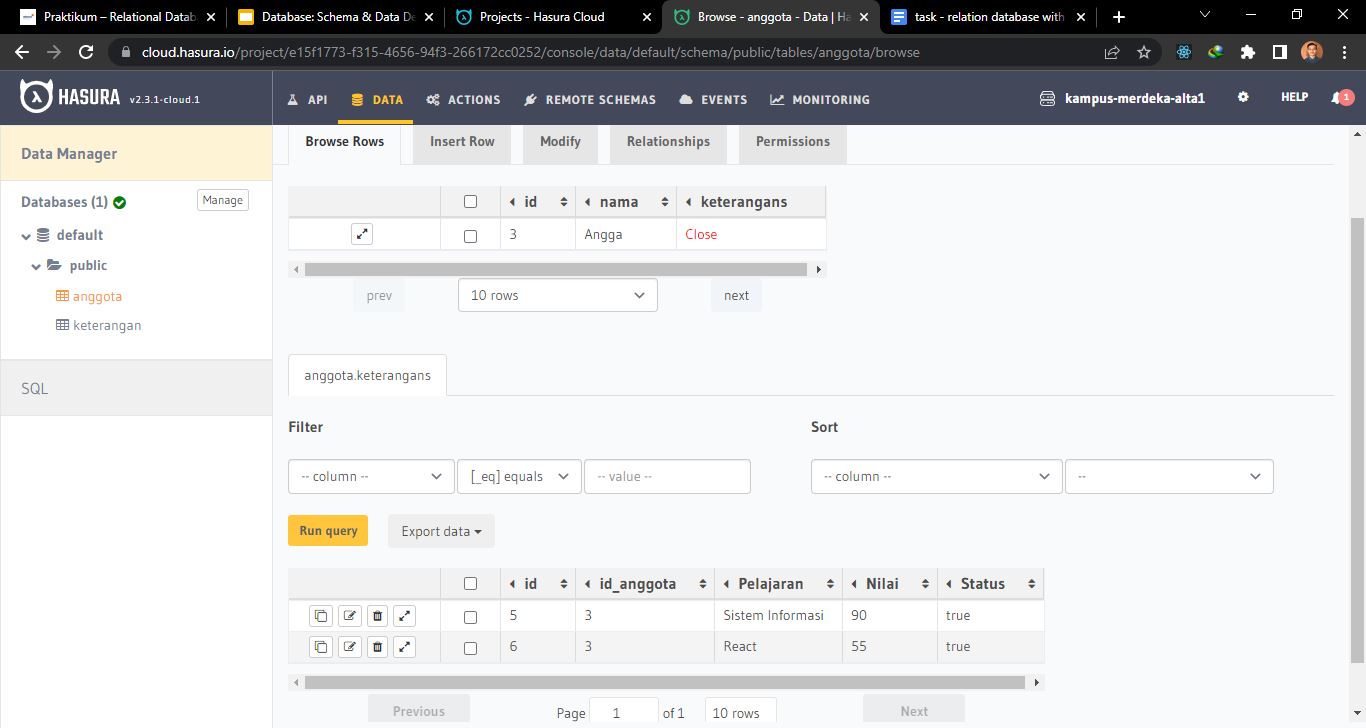 Praktikum – Relational Datab
Database: Schema & Data De
Projects - Hasura Cloud
Browse - anggota - Data | Ha
task - relation database with
cloud.hasura.io/project/e15f1773-f315-4656-94f3-266172cc0252/console/data/default/schema/public/tables/anggota/browse
HASURA v2.3.1-cloud.1
API
DATA
ACTIONS
REMOTE SCHEMAS
EVENTS
MONITORING
kampus-merdeka-alta1
HELP
1
Data Manager
Databases (1)
Manage
default
public
anggota
keterangan
SQL
Browse Rows
Insert Row
Modify
Relationships
Permissions
id nama keterangans
3 Angga Close
prev 10 rows next
anggota.keterangans
Filter
Sort
-- column -- [_eq] equals -- value --
-- column -- --
Run query Export data
id id_anggota Pelajaran Nilai Status
5 3 Sistem Informasi 90 true
6 3 React 55 true
Previous Page 1 of 1 10 rows Next